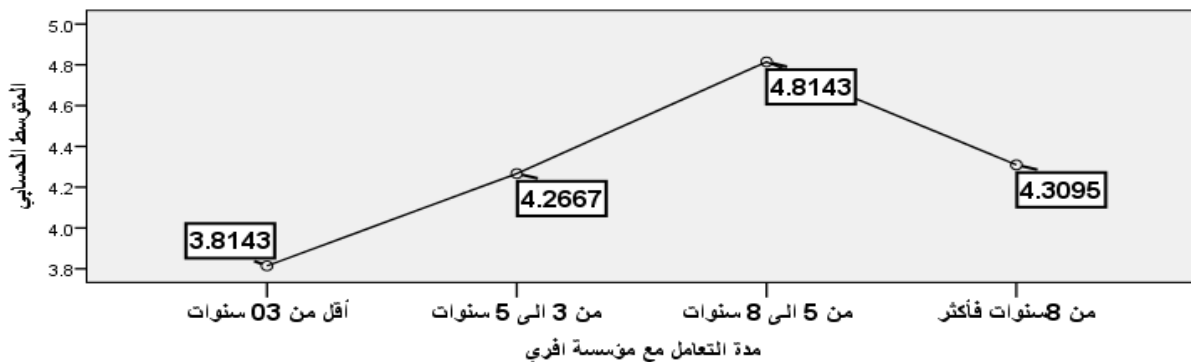 المتوسط الحسابي
5.0
4.8
4.6
4.4
4.2
4.0
3.8
3.8143
4.2667
4.8143
4.3095
أقل من 03 سنوات
من 3 الى 5 سنوات
من 5 الى 8 سنوات
من 8سنوات فأكثر
مدة التعامل مع مؤسسة افري